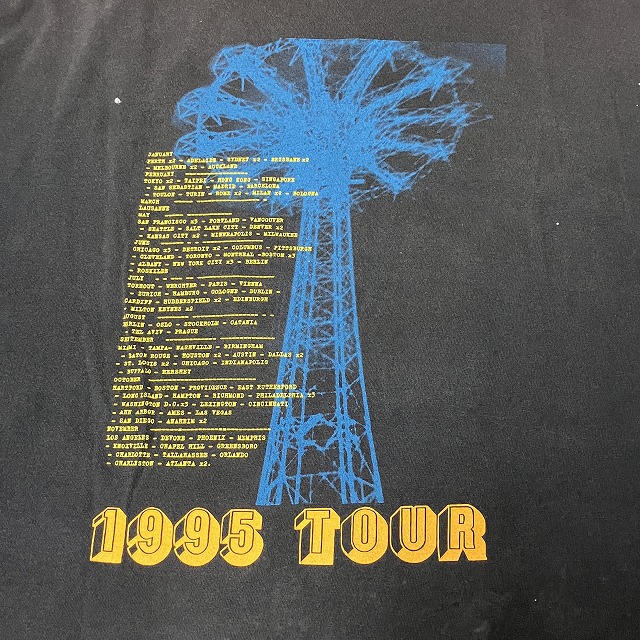 JANUARY
PERTH x2 - ADELAIDE - SYDNEY x2 - BRISBANE x2
- MELBOURNE x2 - AUCKLAND
FEBRUARY
TOKYO x2 - TAIPEI - HONG KONG - SINGAPORE
- SAN SEBASTIAN - MADRID - BARCELONA
- TOULON - TURIN - ROME x2 - MILAN x2 - BOLOGNA
MARCH
LAUSANNE
MAY
SAN FRANCISCO x3 - PORTLAND - VANCOUVER
- SEATTLE - SALT LAKE CITY - DENVER x2
- KANSAS CITY x2 - MINNEAPOLIS - MILWAUKEE
JUNE
CHICAGO x3 - DETROIT x2 - COLUMBUS - PITTSBURGH
- CLEVELAND - TORONTO - MONTREAL - BOSTON x3
- ALBANY - NEW YORK CITY x3 - BERLIN
- ROSKILDE
JULY
TORHOUT - WERCHTER - PARIS - VIENNA
- ZURICH - HAMBURG - COLOGNE - DUBLIN -
CARDIFF - HUDDERSFIELD x2 - EDINBURGH
- MILTON KEYNES x2
AUGUST
BERLIN - OSLO - STOCKHOLM - CATANIA
- TEL AVIV - PRAGUE
SEPTEMBER
MIAMI - TAMPA - NASHVILLE - BIRMINGHAM
- BATON ROUGE - HOUSTON x2 - AUSTIN - DALLAS x2
- ST. LOUIS x2 - CHICAGO - INDIANAPOLIS
- BUFFALO - HERSHEY
OCTOBER
HARTFORD - BOSTON - PROVIDENCE - EAST RUTHERFORD
- LONG ISLAND - HAMPTON - RICHMOND - PHILADELPHIA x3
- WASHINGTON D.C. x3 - LEXINGTON - CINCINNATI
- ANN ARBOR - AMES - LAS VEGAS
- SAN DIEGO - ANAHEIM x2
NOVEMBER
LOS ANGELES - DEVORE - PHOENIX - MEMPHIS
- KNOXVILLE - CHAPEL HILL - GREENSBORO
- CHARLOTTE - TALLAHASSEE - ORLANDO
- CHARLESTON - ATLANTA x2.
1995 TOUR